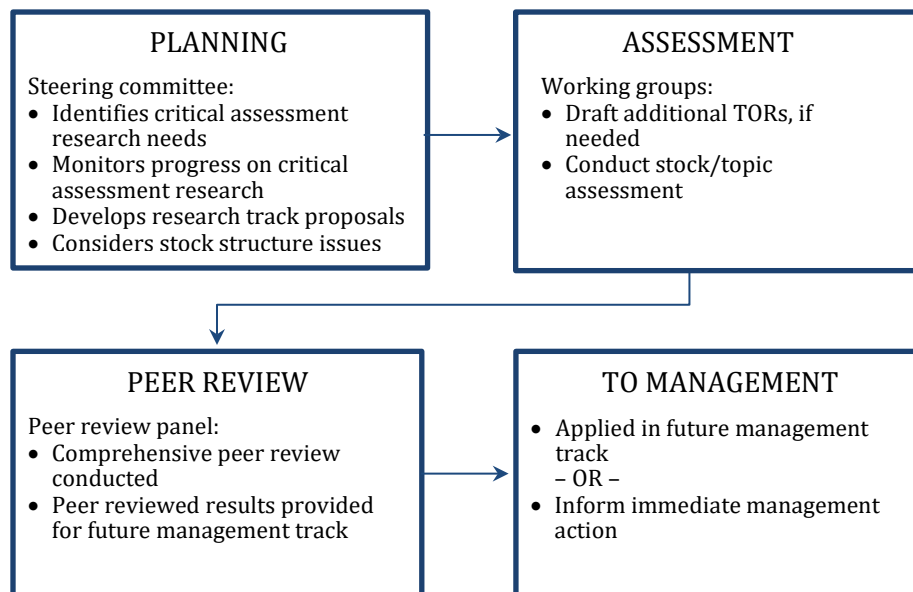 PLANNING
Steering committee:
• Identifies critical assessment
research needs
• Monitors progress on critical
assessment research
• Develops research track proposals
• Considers stock structure issues
ASSESSMENT
Working groups:
• Draft additional TORs, if
needed
• Conduct stock/topic
assessment
PEER REVIEW
Peer review panel:
• Comprehensive peer review
conducted
• Peer reviewed results provided
for future management track
TO MANAGEMENT
• Applied in future management
track
– OR –
• Inform immediate management
action